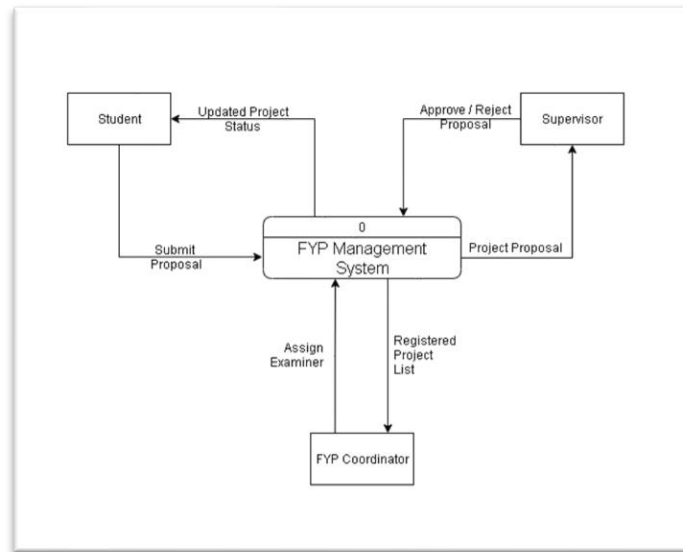 Updated Project
Status
Student
Approve / Reject
Proposal
Supervisor
0
FYP Management
System
Submit
Proposal
Project Proposal
Assign
Examiner
Registered
Project
List
FYP Coordinator